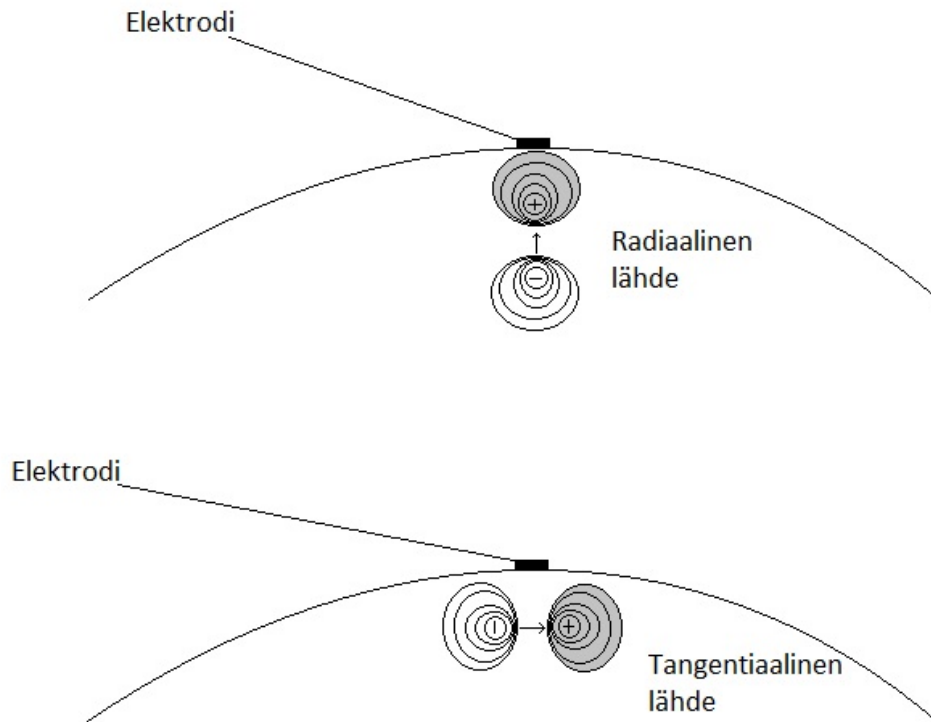 Elektrodi
+
Radiaalinen
lähde
−
Elektrodi
− +
Tangentiaalinen
lähde